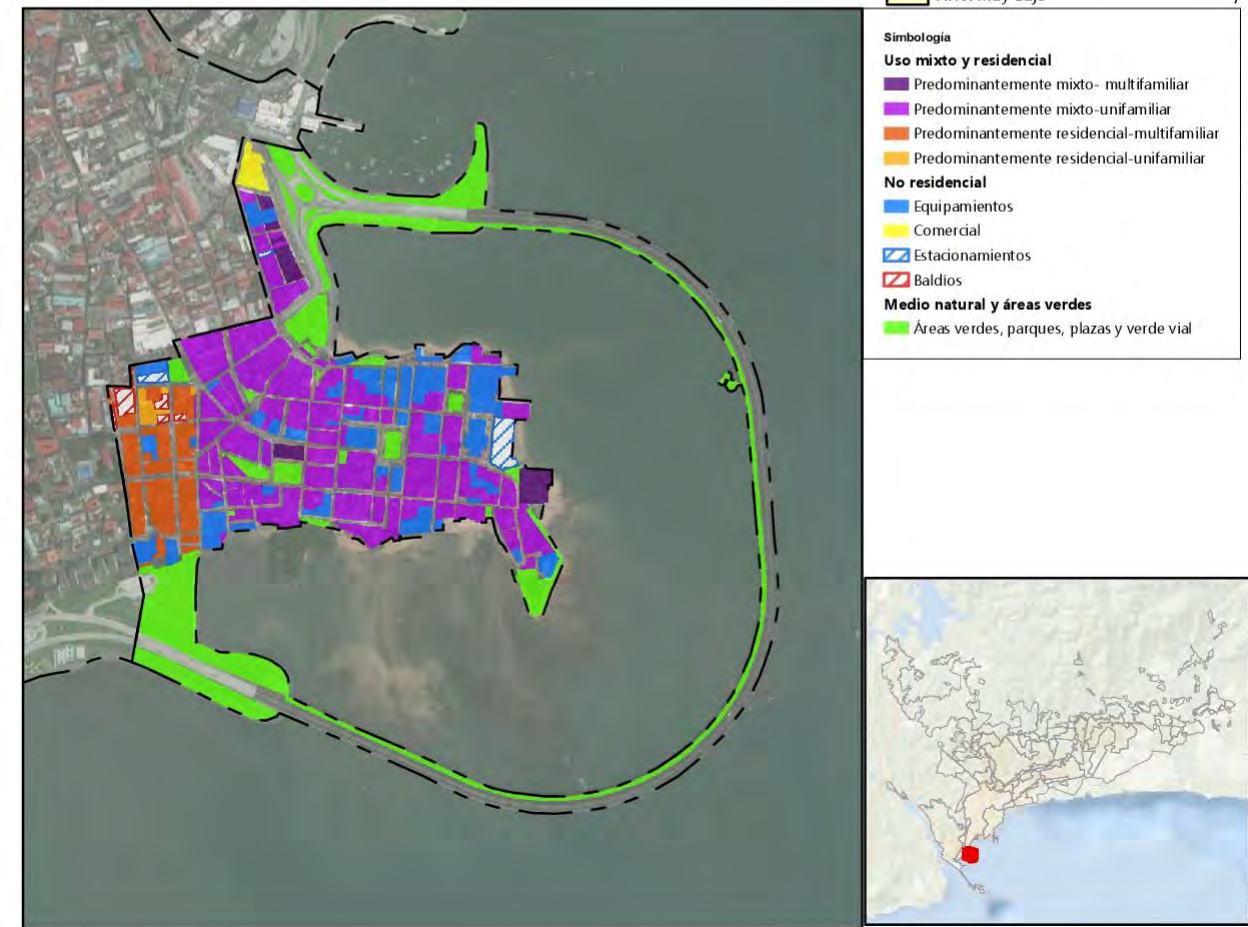 Simbología
Uso mixto y residencial
Predominantemente mixto- multifamiliar
Predominantemente mixto-unifamiliar
Predominantemente residencial-multifamiliar
Predominantemente residencial-unifamiliar
No residencial
Equipamientos
Comercial
Estacionamientos
Baldíos
Medio natural y áreas verdes
Áreas verdes, parques, plazas y verde vial